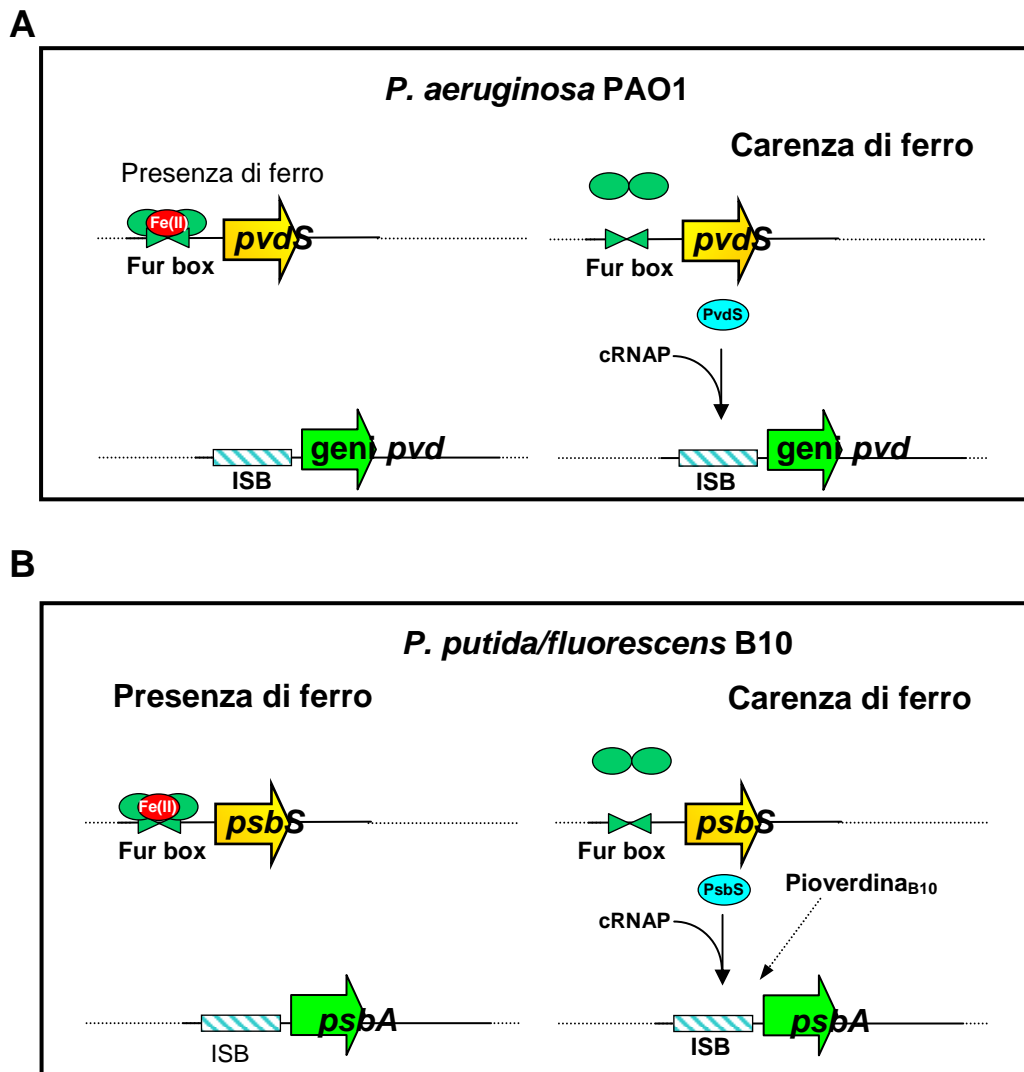 A
P. aeruginosa PAO1
Presenza di ferro
Carenza di ferro
Fe(II)
pvdS
Fur box
pvdS
Fur box
PvdS
cRNAP
geni pvd
ISB
geni pvd
ISB
B
P. putida/fluorescens B10
Presenza di ferro
Carenza di ferro
Fe(II)
psbS
Fur box
psbS
Fur box
PsbS
PioverdinaB10
cRNAP
psbA
ISB
psbA
ISB